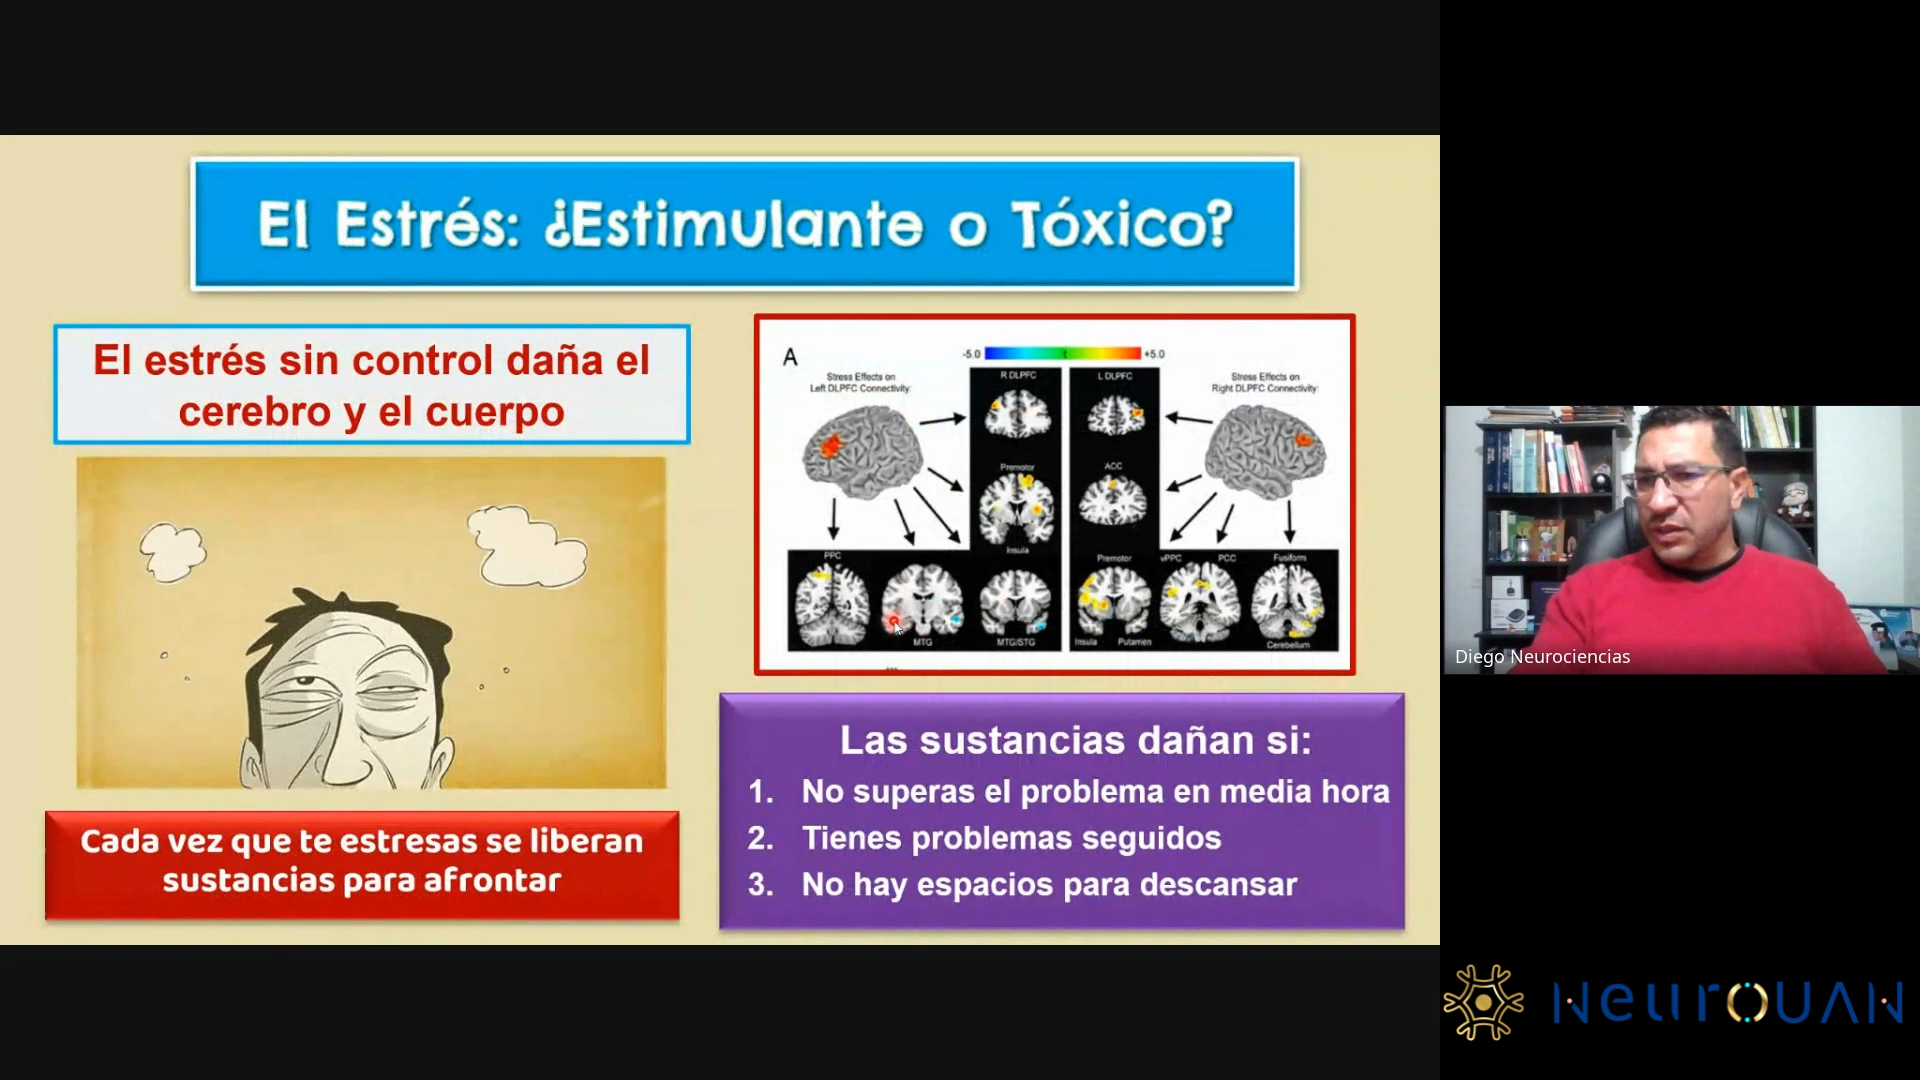 El Estrés: ¿Estimulante o Tóxico?
El estrés sin control daña el
cerebro y el cuerpo
Cada vez que te estresas se liberan
sustancias para afrontar
A
-5.0
t
+5.0
Stress Effects on
Left DLPFC Connectivity:
R DLPFC
L DLPFC
Stress Effects on
Right DLPFC Connectivity:
Premotor
ACC
Insula
PPC
MTG
MTG/STG
Premotor
vPPC
PCC
Fusiform
Insula
Putamen
Cerebellum
Las sustancias dañan si:
1. No superas el problema en media hora
2. Tienes problemas seguidos
3. No hay espacios para descansar
Diego Neurociencias
NeurOUAN